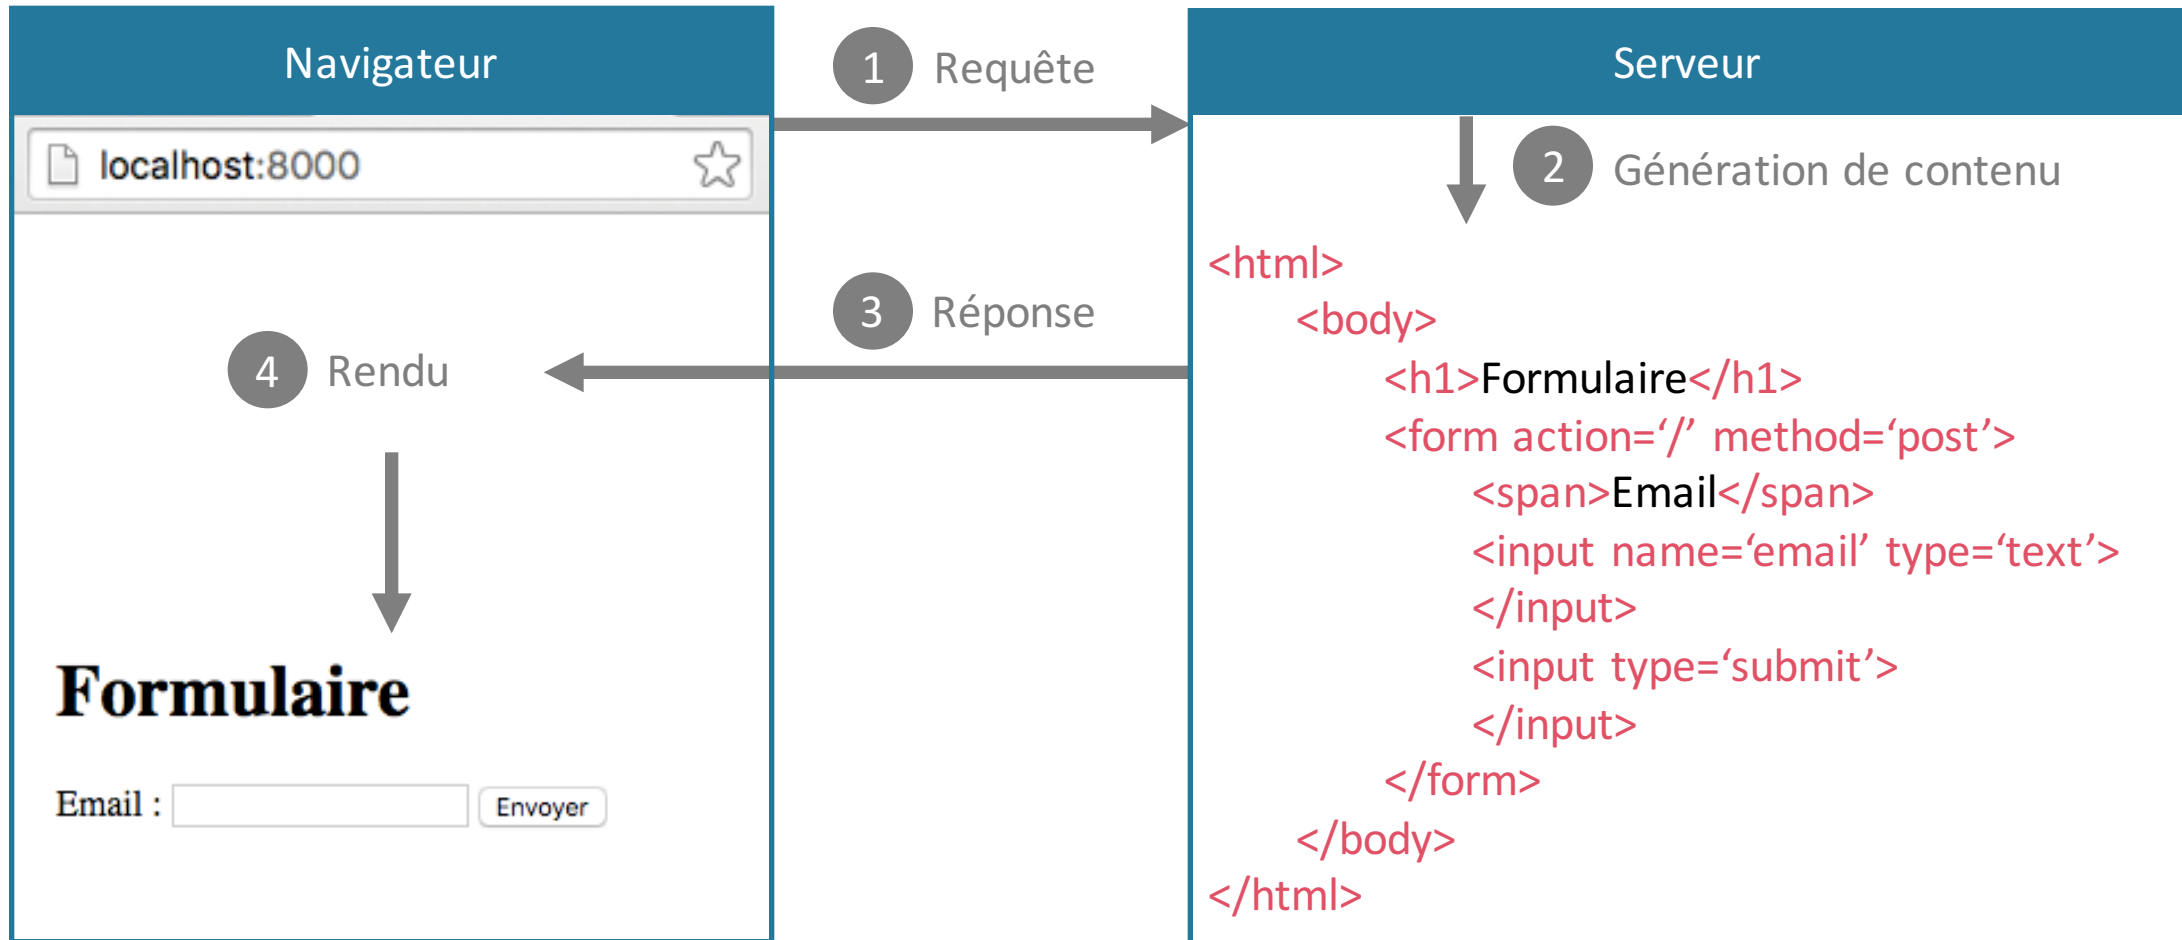 Navigateur
1 Requête
Serveur
localhost:8000
2 Génération de contenu
3 Réponse
4 Rendu
<html>
<body>
<h1>Formulaire</h1>
<form action=‘/’ method=‘post’>
<span>Email</span>
<input name=‘email’ type=‘text’>
</input>
<input type=‘submit’>
</input>
</form>
</body>
</html>
Formulaire
Email : Envoyer